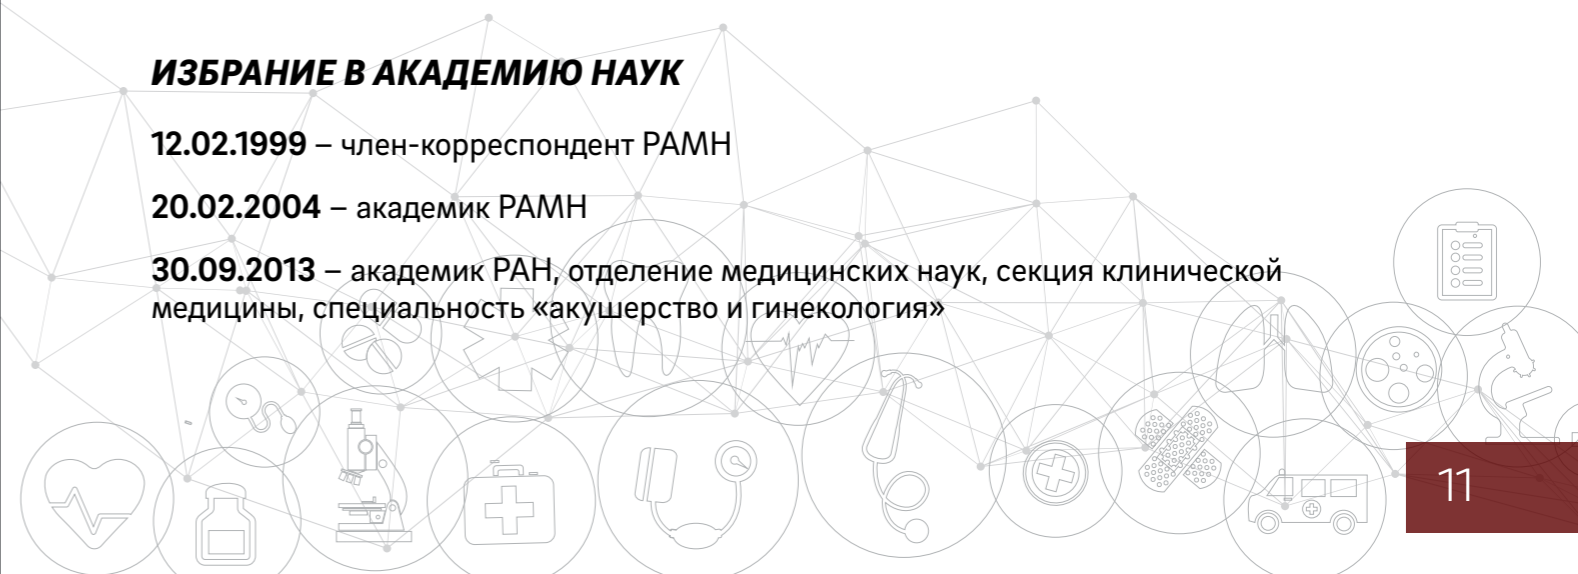 ИЗБРАНИЕ В АКАДЕМИЮ НАУК
12.02.1999 – член-корреспондент РАМН
20.02.2004 – академик РАМН
30.09.2013 – академик РАН, отделение медицинских наук, секция клинической
медицины, специальность «акушерство и гинекология»
11